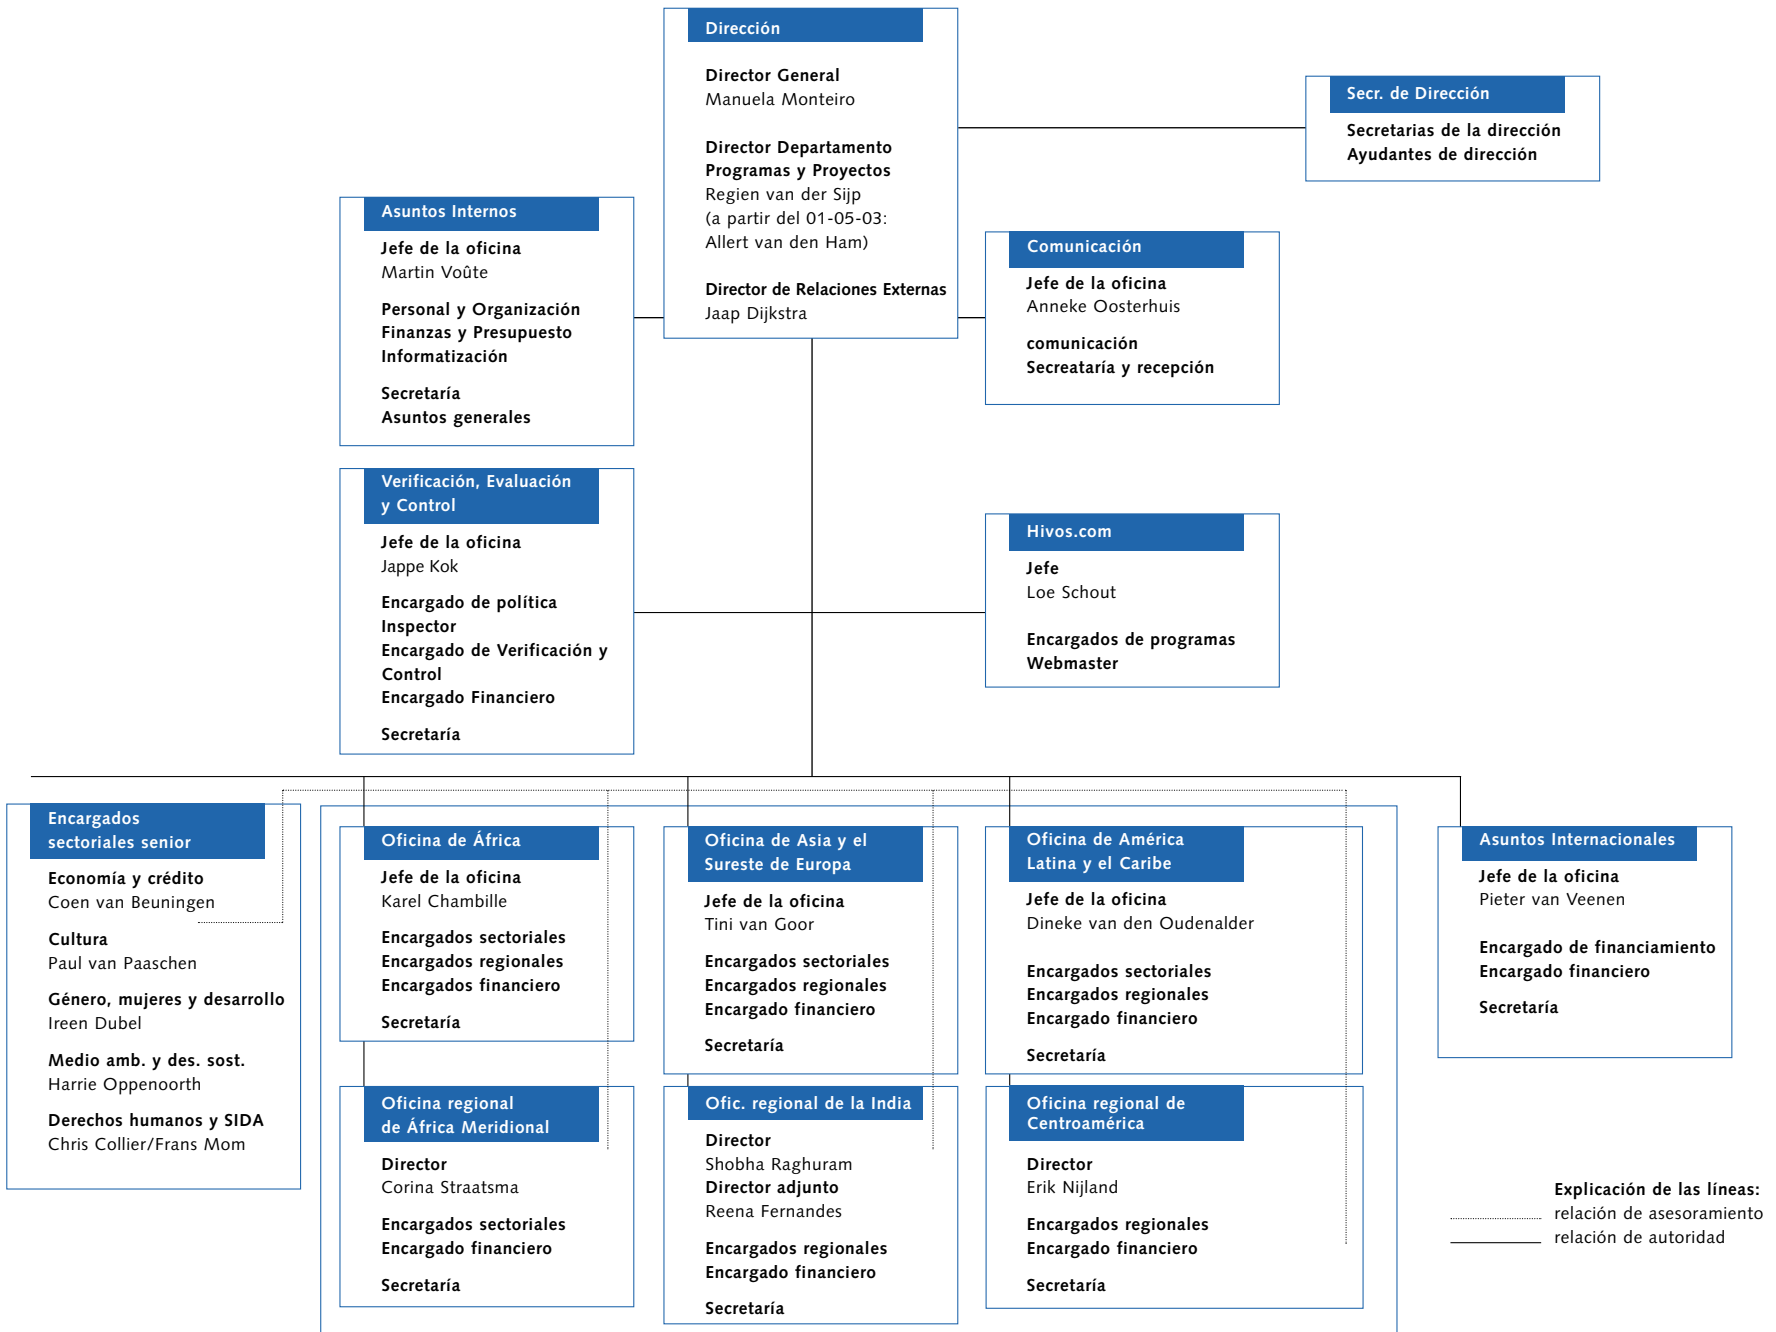 Dirección
Director General
Manuela Monteiro
Director Departamento
Programas y Proyectos
Regien van der Sijp
(a partir del 01-05-03:
Allert van den Ham)
Director de Relaciones Externas
Jaap Dijkstra
Secr. de Dirección
Secretarias de la dirección
Ayudantes de dirección
Asuntos Internos
Jefe de la oficina
Martin Voûte
Personal y Organización
Finanzas y Presupuesto
Informatización
Secretaría
Asuntos generales
Comunicación
Jefe de la oficina
Anneke Oosterhuis
comunicación
Secreataría y recepción
Verificación, Evaluación
y Control
Jefe de la oficina
Jappe Kok
Encargado de política
Inspector
Encargado de Verificación y
Control
Encargado Financiero
Secretaría
Hivos.com
Jefe
Loe Schout
Encargados de programas
Webmaster
Encargados
sectoriales senior
Economía y crédito
Coen van Beuningen
Cultura
Paul van Paaschen
Género, mujeres y desarrollo
Ireen Dubel
Medio amb. y des. sost.
Harrie Oppenoorth
Derechos humanos y SIDA
Chris Collier/Frans Mom
Oficina de África
Jefe de la oficina
Karel Chambille
Encargados sectoriales
Encargados regionales
Encargados financiero
Secretaría
Oficina de Asia y el
Sureste de Europa
Jefe de la oficina
Tini van Goor
Encargados sectoriales
Encargados regionales
Encargado financiero
Secretaría
Oficina de América
Latina y el Caribe
Jefe de la oficina
Dineke van den Oudenalder
Encargados sectoriales
Encargados regionales
Encargado financiero
Secretaría
Asuntos Internacionales
Jefe de la oficina
Pieter van Veenen
Encargado de financiamiento
Encargado financiero
Secretaría
Oficina regional
de África Meridional
Director
Corina Straatsma
Encargados sectoriales
Encargado financiero
Secretaría
Ofic. regional de la India
Director
Shobha Raghuram
Director adjunto
Reena Fernandes
Encargados regionales
Encargado financiero
Secretaría
Oficina regional de
Centroamérica
Director
Erik Nijland
Encargados regionales
Encargado financiero
Secretaría
Explicación de las líneas:
relación de asesoramiento
relación de autoridad